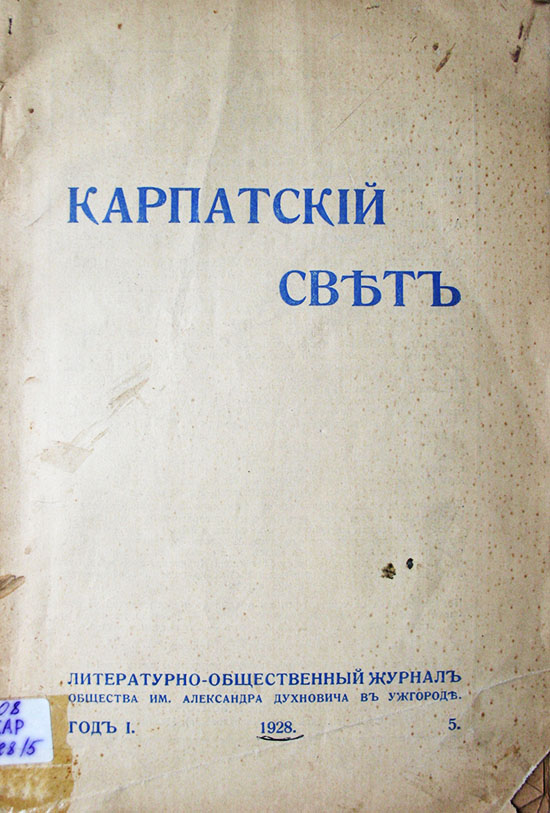 КАРПАТСКІЙ
СВѢТЪ
ЛИТЕРАТУРНО-ОБЩЕСТВЕННЫЙ ЖУРНАЛЪ
ОБЩЕСТВА ИМ. АЛЕКСАНДРА ДУХНОВИЧА ВЪ УЖГОРОДѢ.
ГОДЪ I. 1928. 5.